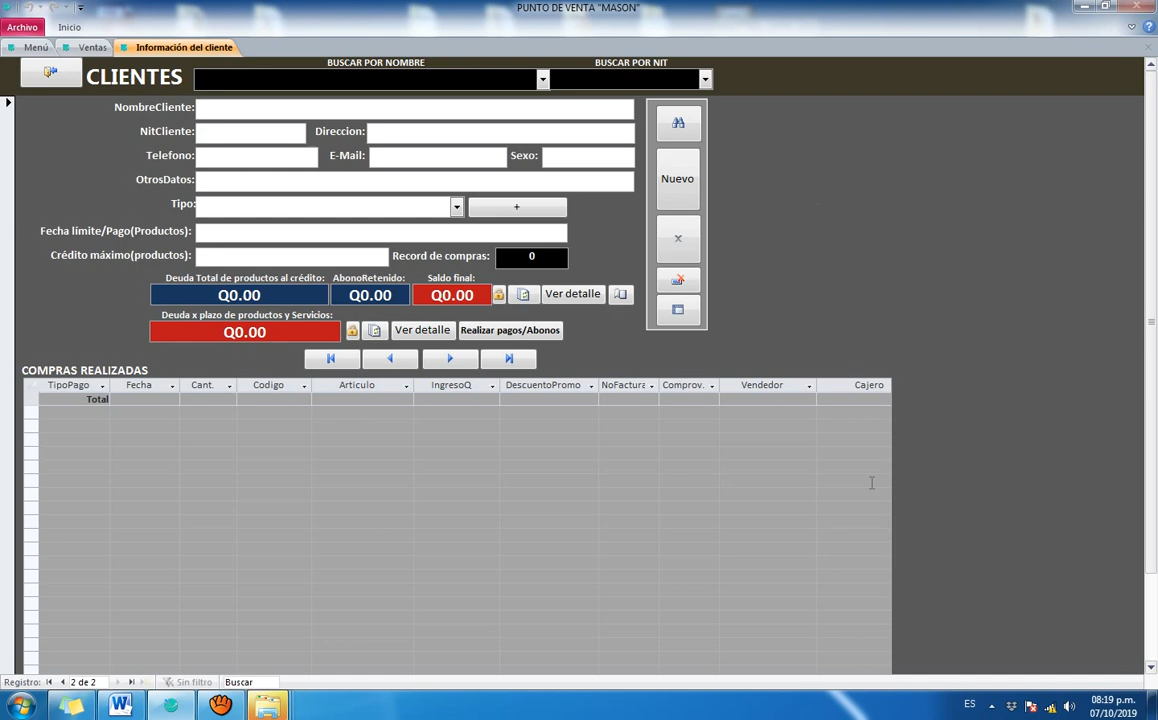 PUNTO DE VENTA "MASON"
Archivo Inicio
Menú Ventas Información del cliente
CLIENTES BUSCAR POR NOMBRE BUSCAR POR NIT
NombreCliente:
NitCliente: Direccion:
Telefono: E-Mail: Sexo:
OtrosDatos:
Nuevo
Tipo: +
Fecha límite/Pago(Productos):
Crédito máximo(productos): Record de compras: 0
Deuda Total de productos al crédito: AbonoRetenido: Saldo final:
Q0.00 Q0.00 Q0.00 Ver detalle
Deuda x plazo de productos y Servicios:
Q0.00 Ver detalle Realizar pagos/Abonos
COMPRAS REALIZADAS
TipoPago Fecha Cant. Codigo Articulo IngresoQ DescuentoPromo NoFactura Comprov. Vendedor Cajero
Total
Registro: 2 de 2 Sin filtro Buscar
ES 08:19 p.m.
07/10/2019